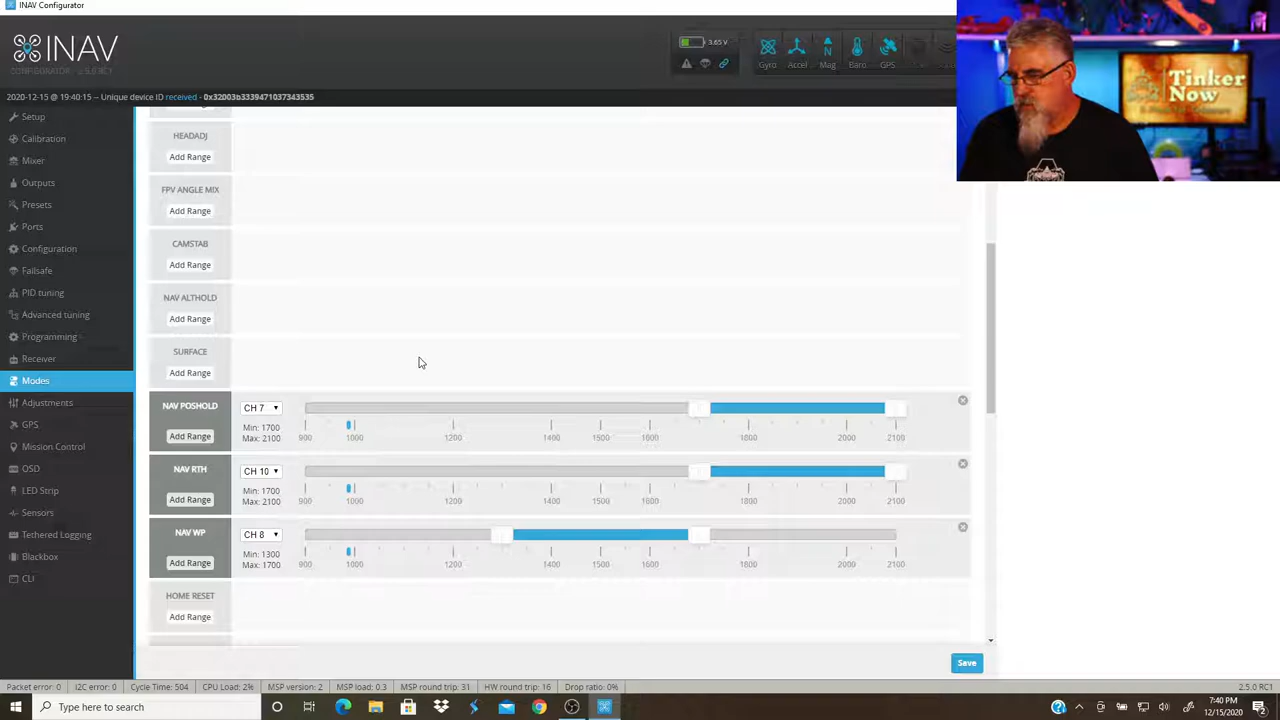 INAV Configurator
INAV
CONFIGURATOR 2.5.0 RC1
3.65 V
Gyro Accel Mag Baro GPS
Tinker
Now
2020-12-15 @ 19:40:15 -- Unique device ID received - 0x32003b3339471037343535
Setup
Calibration
Mixer
Outputs
Presets
Ports
Configuration
Failsafe
PID tuning
Advanced tuning
Programming
Receiver
Modes
Adjustments
GPS
Mission Control
OSD
LED Strip
Sensors
Tethered Logging
Blackbox
CLI
HEADADJ
Add Range
FPV ANGLE MIX
Add Range
CAMSTAB
Add Range
NAV ALTHOLD
Add Range
SURFACE
Add Range
NAV POSHOLD
Add Range
CH 7
Min: 1700
Max: 2100
900 1000 1200 1400 1500 1600 1800 2000 2100
NAV RTH
Add Range
CH 10
Min: 1700
Max: 2100
900 1000 1200 1400 1500 1600 1800 2000 2100
NAV WP
Add Range
CH 8
Min: 1300
Max: 1700
900 1000 1200 1400 1500 1600 1800 2000 2100
HOME RESET
Add Range
Save
Packet error: 0 I2C error: 0 Cycle Time: 504 CPU Load: 2% MSP version: 2 MSP load: 0.3 MSP round trip: 31 HW round trip: 16 Drop ratio: 0% 2.5.0 RC1
Type here to search
7:40 PM
12/15/2020
2